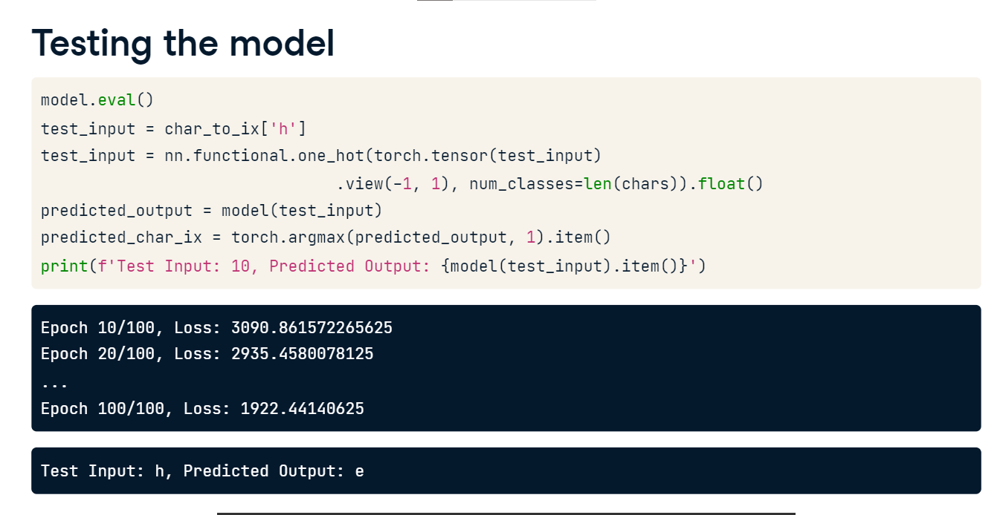 Testing the model
model.eval()
test_input = char_to_ix['h']
test_input = nn.functional.one_hot(torch.tensor(test_input)
.view(-1, 1), num_classes=len(chars)).float()
predicted_output = model(test_input)
predicted_char_ix = torch.argmax(predicted_output, 1).item()
print(f'Test Input: 10, Predicted Output: {model(test_input).item()}')
Epoch 10/100, Loss: 3090.861572265625
Epoch 20/100, Loss: 2935.4580078125
...
Epoch 100/100, Loss: 1922.44140625
Test Input: h, Predicted Output: e